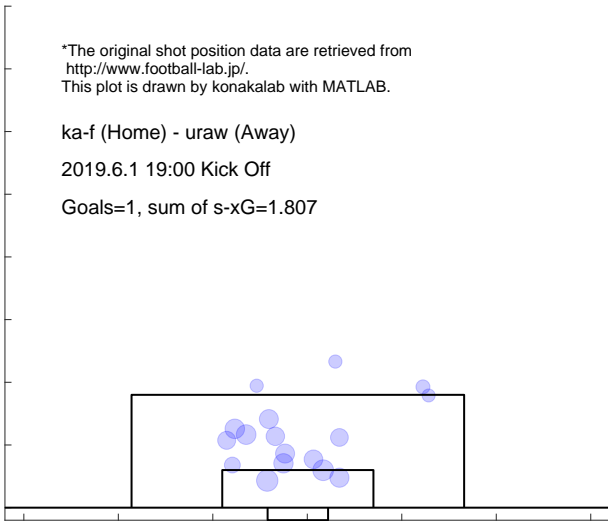 *The original shot position data are retrieved from
http://www.football-lab.jp/.
This plot is drawn by konakalab with MATLAB.
ka-f (Home) - uraw (Away)
2019.6.1 19:00 Kick Off
Goals=1, sum of s-xG=1.807